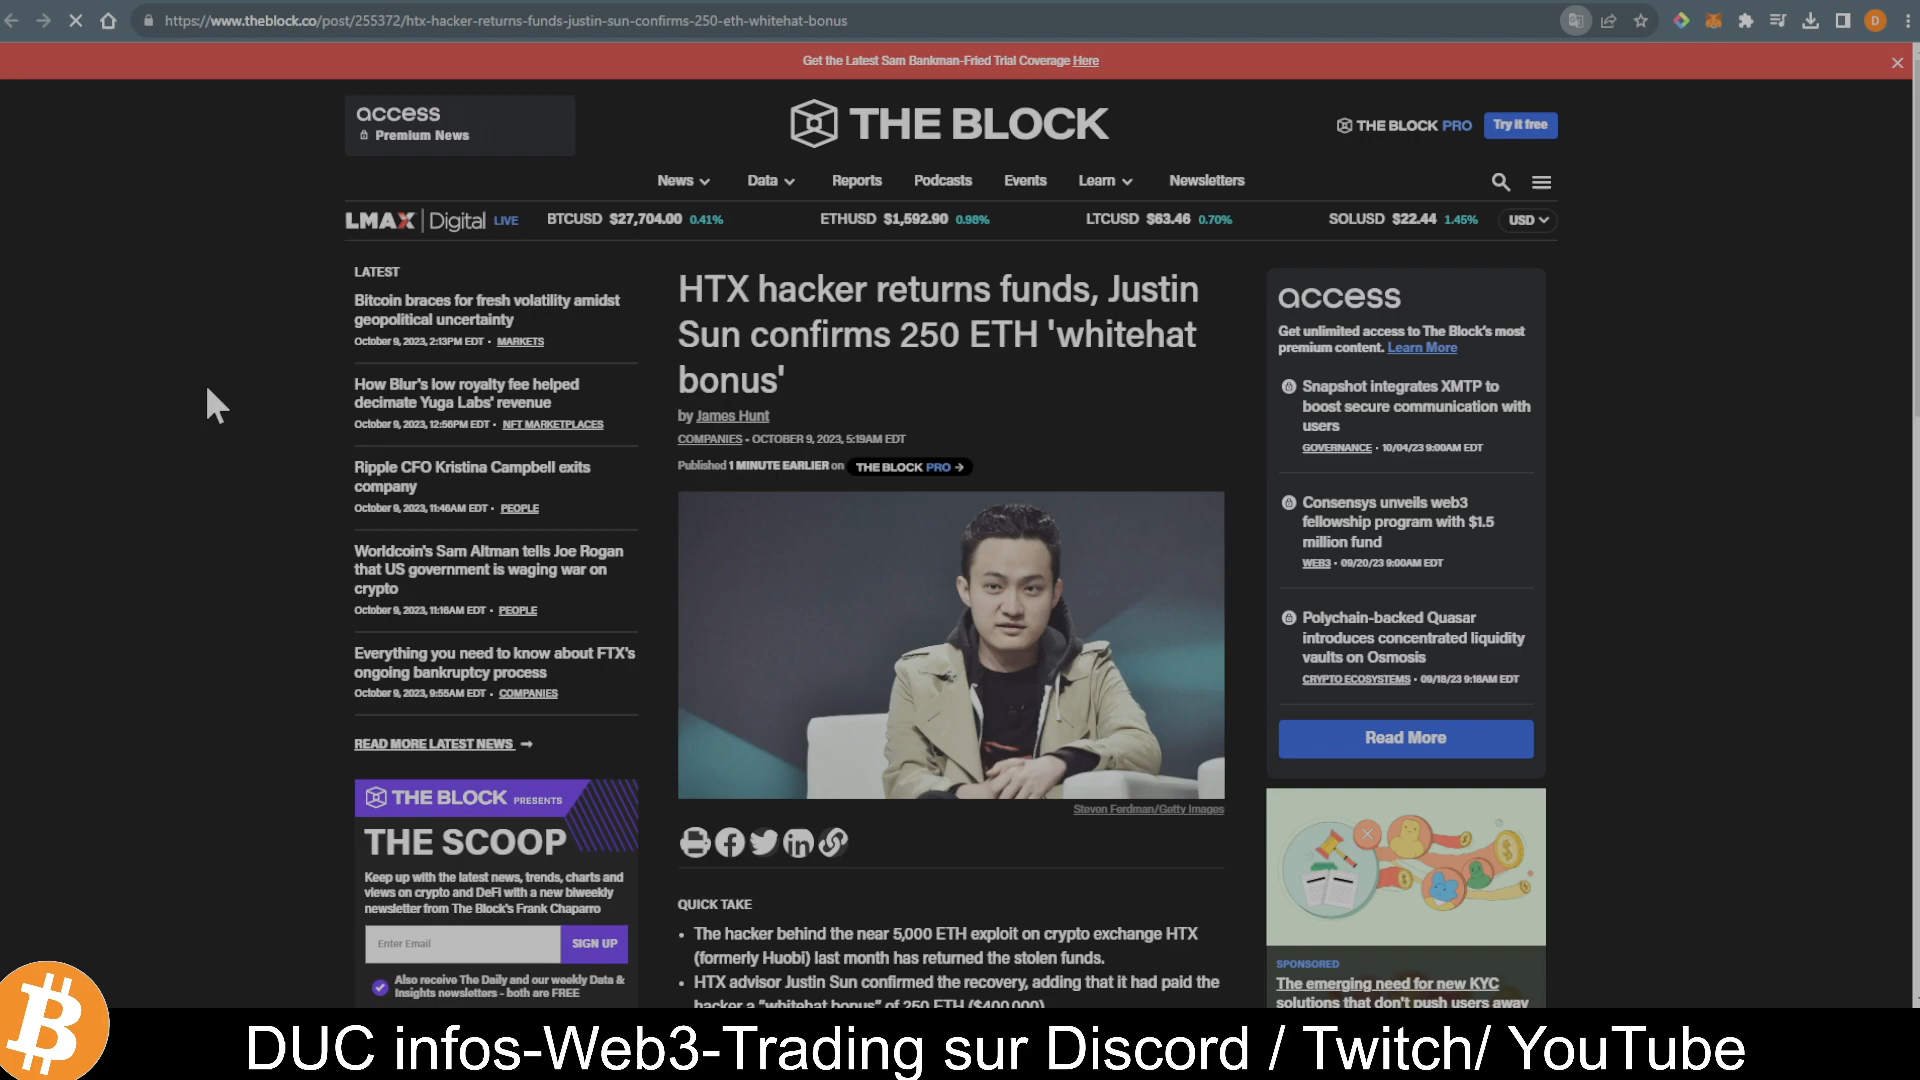 https://www.theblock.co/post/255372/htx-hacker-returns-funds-justin-sun-confirms-250-eth-whitehat-bonus
D
Get the Latest Sam Bankman-Fried Trial Coverage Here
access
Premium News
THE BLOCK
THE BLOCK PRO
Try it free
News
Data
Reports
Podcasts
Events
Learn
Newsletters
LMAX Digital LIVE
BTCUSD $27,704.00 0.41%
ETHUSD $1,592.90 0.98%
LTCUSD $63.46 0.70%
SOLUSD $22.44 1.45%
USD
LATEST
Bitcoin braces for fresh volatility amidst
geopolitical uncertainty
October 9, 2023, 2:13PM EDT • MARKETS
How Blur's low royalty fee helped
decimate Yuga Labs' revenue
October 9, 2023, 12:56PM EDT • NFT MARKETPLACES
Ripple CFO Kristina Campbell exits
company
October 9, 2023, 11:46AM EDT • PEOPLE
Worldcoin's Sam Altman tells Joe Rogan
that US government is waging war on
crypto
October 9, 2023, 11:16AM EDT • PEOPLE
Everything you need to know about FTX's
ongoing bankruptcy process
October 9, 2023, 9:55AM EDT • COMPANIES
READ MORE LATEST NEWS →
THE BLOCK PRESENTS
THE SCOOP
Keep up with the latest news, trends, charts and
views on crypto and DeFi with a new biweekly
newsletter from The Block's Frank Chaparro
Enter Email
SIGN UP
Also receive The Daily and our weekly Data &
Insights newsletters - both are FREE
HTX hacker returns funds, Justin
Sun confirms 250 ETH 'whitehat
bonus'
by James Hunt
COMPANIES • OCTOBER 9, 2023, 5:19AM EDT
Published 1 MINUTE EARLIER on THE BLOCK PRO →
Steven Ferdman/Getty Images
QUICK TAKE
• The hacker behind the near 5,000 ETH exploit on crypto exchange HTX
(formerly Huobi) last month has returned the stolen funds.
• HTX advisor Justin Sun confirmed the recovery, adding that it had paid the
hacker a "whitehat bonus" of 250 ETH ($400,000)
access
Get unlimited access to The Block's most
premium content. Learn More
Snapshot integrates XMTP to
boost secure communication with
users
GOVERNANCE • 10/04/23 9:00AM EDT
Consensys unveils web3
fellowship program with $1.5
million fund
WEB3 • 09/20/23 9:00AM EDT
Polychain-backed Quasar
introduces concentrated liquidity
vaults on Osmosis
CRYPTO ECOSYSTEMS • 09/18/23 9:18AM EDT
Read More
SPONSORED
The emerging need for new KYC
solutions that don't push users away
DUC infos-Web3-Trading sur Discord / Twitch/ YouTube